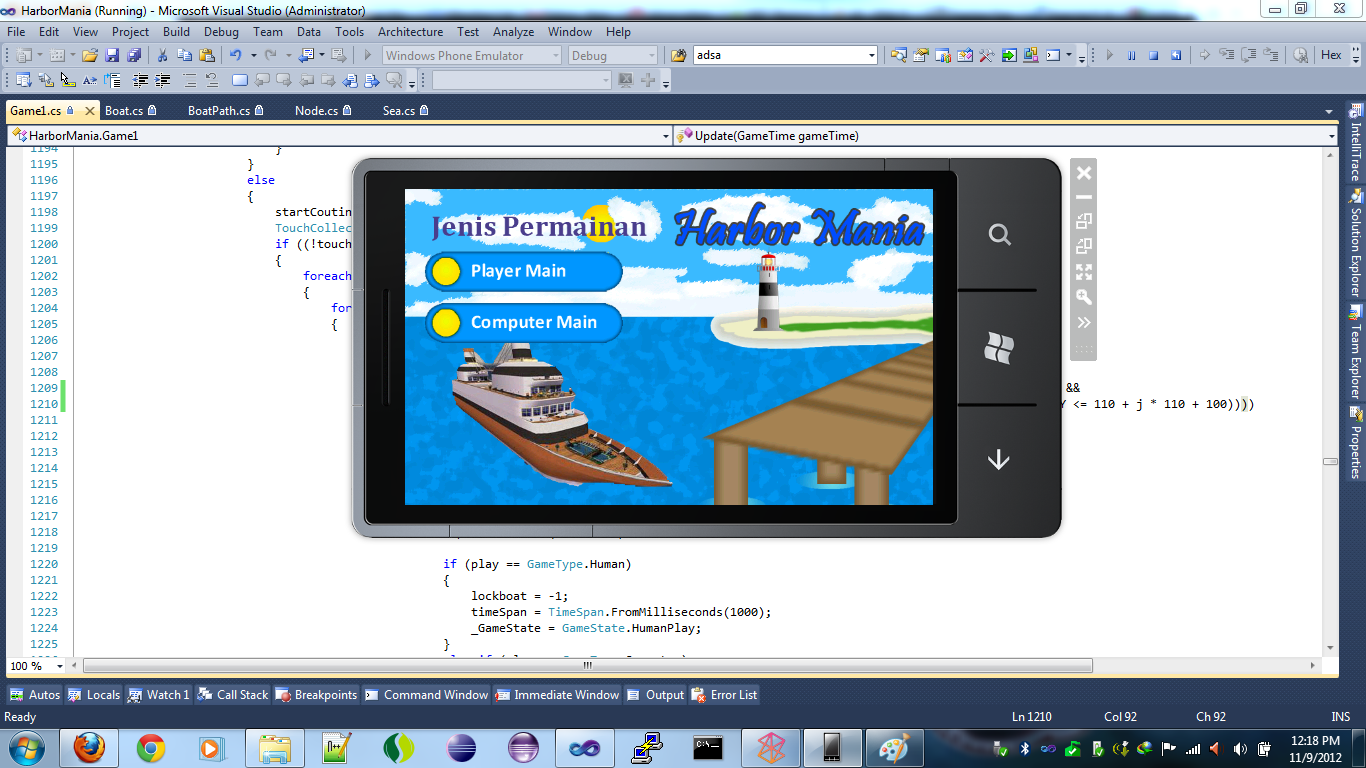 HarborMania (Running) - Microsoft Visual Studio (Administrator)
File Edit View Project Build Debug Team Data Tools Architecture Test Analyze Window Help
Windows Phone Emulator Debug adsa Hex
Game1.cs Boat.cs BoatPath.cs Node.cs Sea.cs
HarborMania.Game1 Update(GameTime gameTime)
1194 }
1195 }
1196 else
1197 {
1198 startCoutin
1199 TouchCollec
1200 if ((!touch
1201 {
1202 foreach
1203 {
1204 for
1205 {
1206
1207
1208
1209 &&
1210 Y <= 110 + j * 110 + 100))))
1211
1212
1213
1214
1215
1216
1217
1218
1219
1220 if (play == GameType.Human)
1221 {
1222 lockboat = -1;
1223 timeSpan = TimeSpan.FromMilliseconds(1000);
1224 _GameState = GameState.HumanPlay;
1225 }
Jenis Permainan
Harbor Mania
Player Main
Computer Main
IntelliTrace
Solution Explorer
Team Explorer
Properties
100 %
Autos Locals Watch 1 Call Stack Breakpoints Command Window Immediate Window Output Error List
Ready Ln 1210 Col 92 Ch 92 INS
12:18 PM
11/9/2012